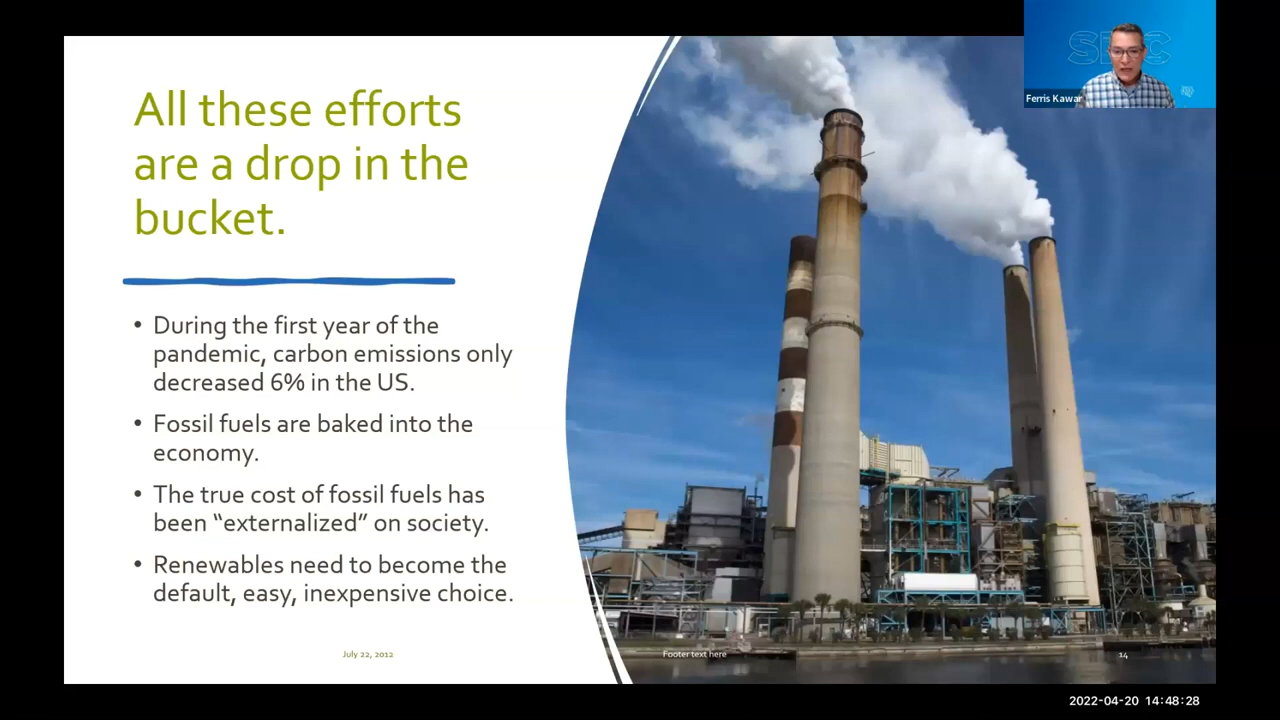 All these efforts
are a drop in the
bucket.
• During the first year of the
pandemic, carbon emissions only
decreased 6% in the US.
• Fossil fuels are baked into the
economy.
• The true cost of fossil fuels has
been “externalized” on society.
• Renewables need to become the
default, easy, inexpensive choice.
July 22, 2012
Footer text here
14
Ferris Kawar
2022-04-20 14:48:28